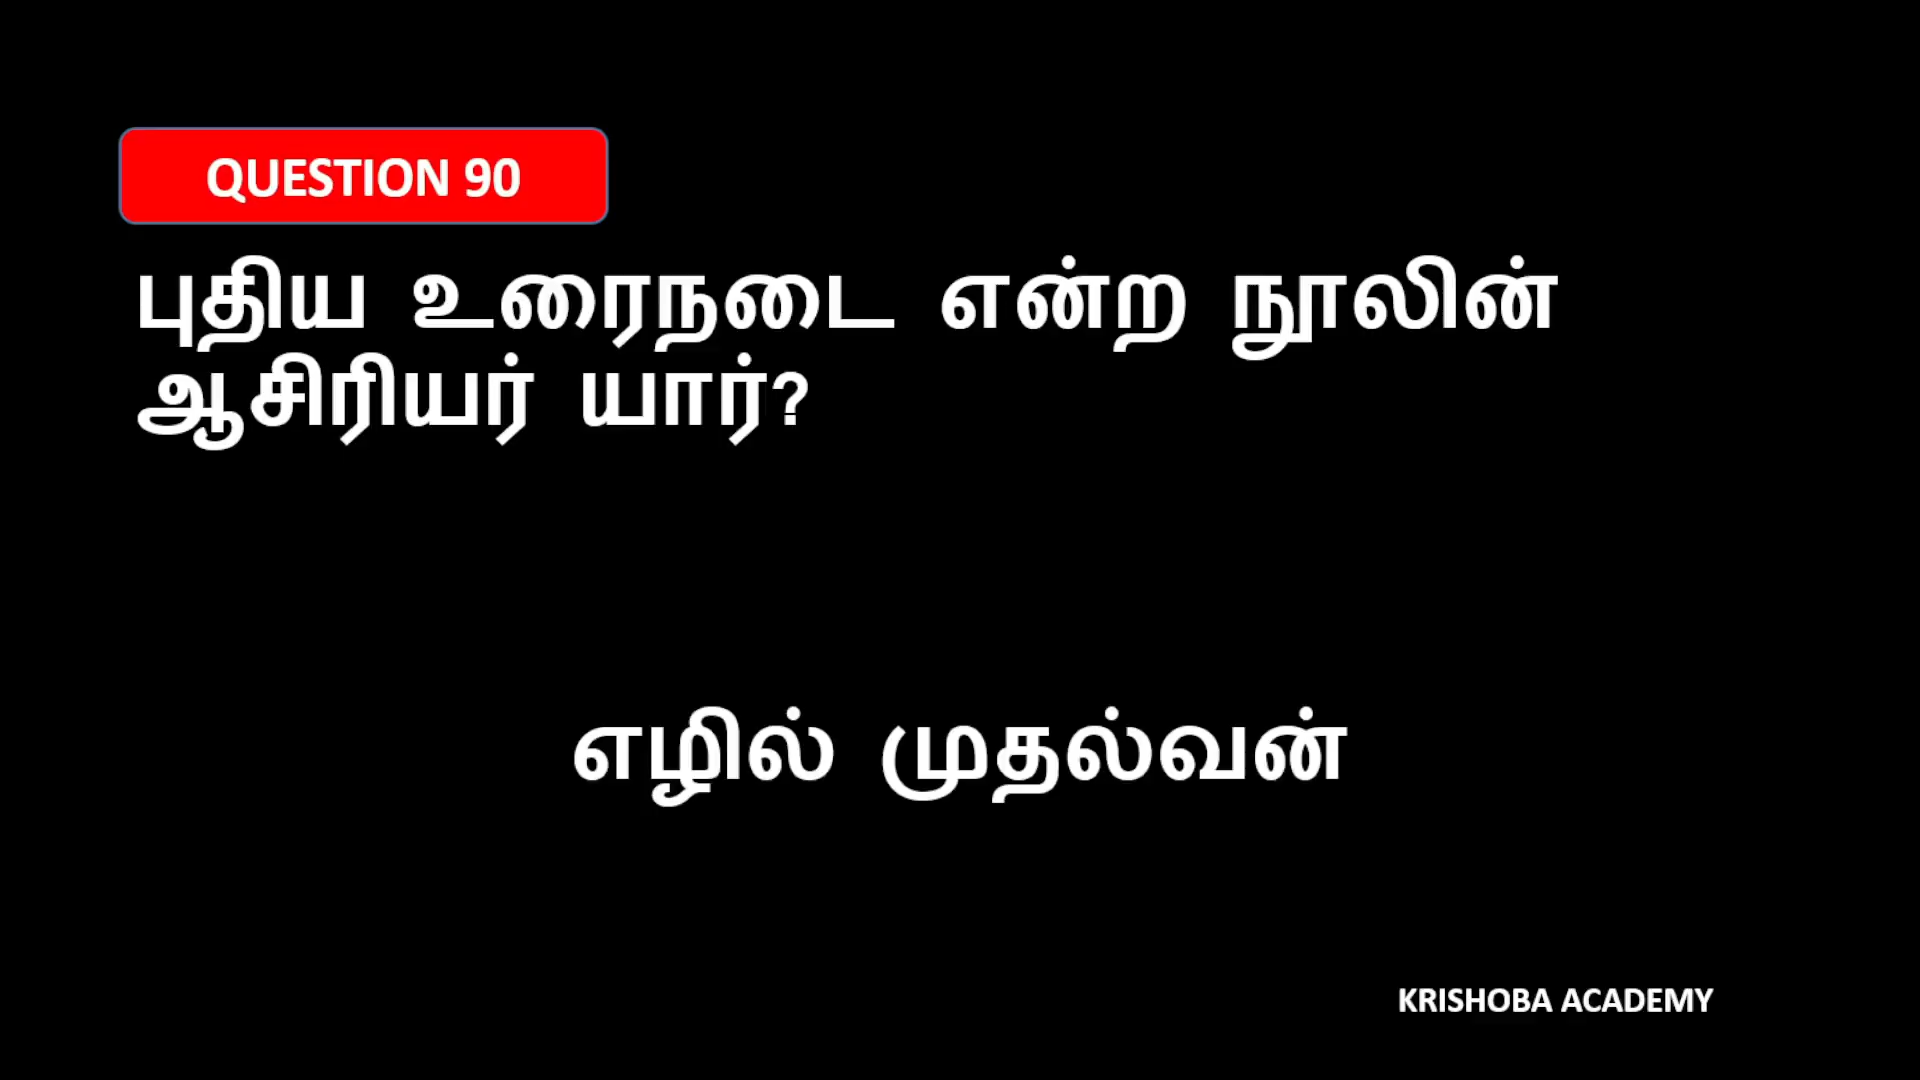 QUESTION 90
புதிய உரைநடை என்ற நூலின்
ஆசிரியர் யார்?
எழில் முதல்வன்
KRISHOBA ACADEMY